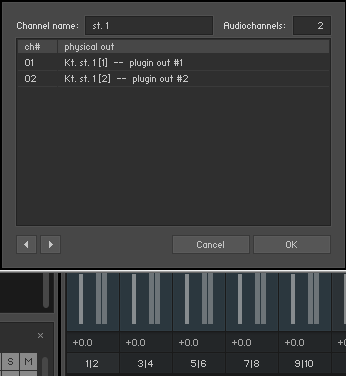 Channel name: st. 1 Audiochannels: 2
ch# physical out
01 Kt. st. 1 [1] -- plugin out #1
02 Kt. st. 1 [2] -- plugin out #2
Cancel OK
×
+0.0 +0.0 +0.0 +0.0 +0.0
S M 1|2 3|4 5|6 7|8 9|10